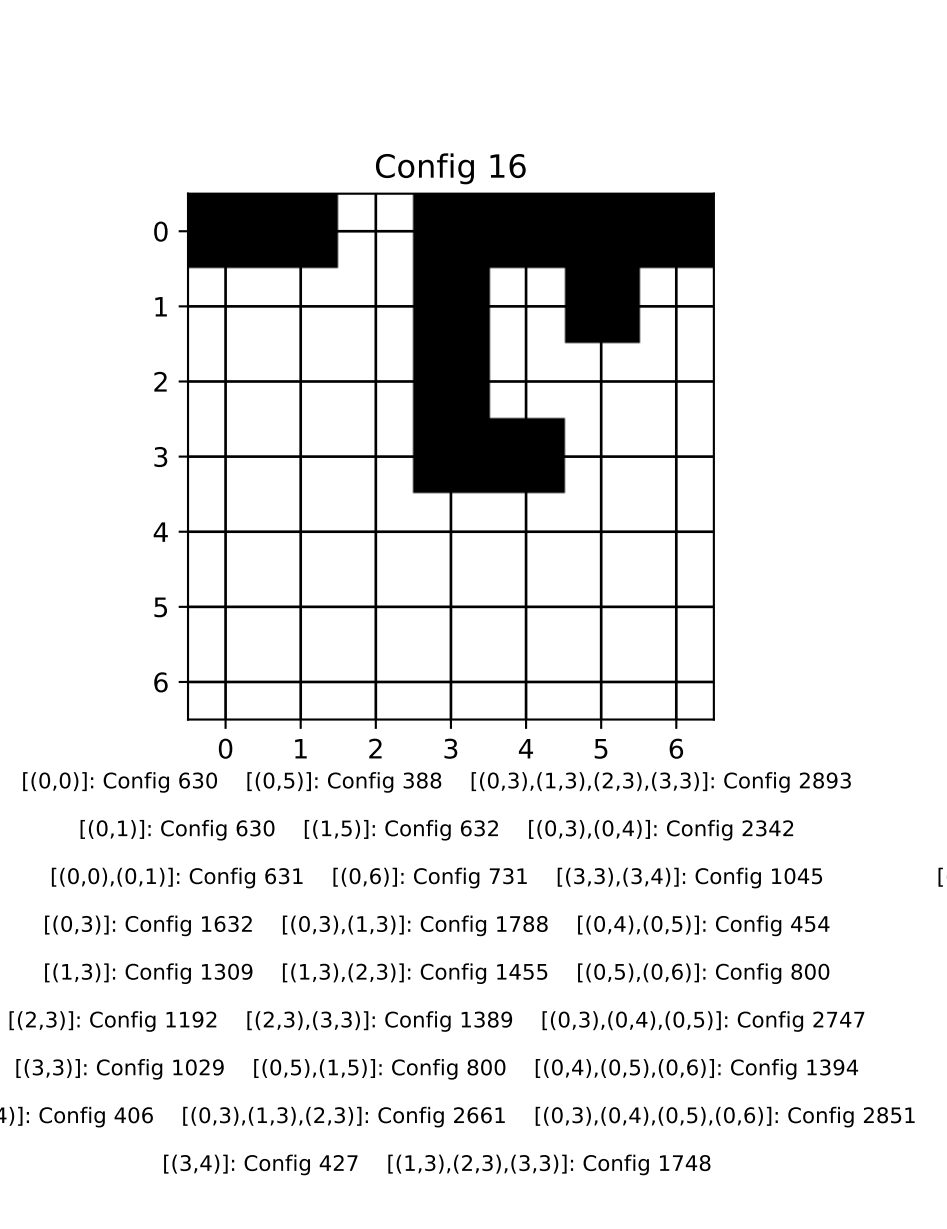 Config 16
0
1
2
3
4
5
6
0 1 2 3 4 5 6
[(0,0)]: Config 630 [(0,5)]: Config 388 [(0,3),(1,3),(2,3),(3,3)]: Config 2893
[(0,1)]: Config 630 [(1,5)]: Config 632 [(0,3),(0,4)]: Config 2342
[(0,0),(0,1)]: Config 631 [(0,6)]: Config 731 [(3,3),(3,4)]: Config 1045 [
[(0,3)]: Config 1632 [(0,3),(1,3)]: Config 1788 [(0,4),(0,5)]: Config 454
[(1,3)]: Config 1309 [(1,3),(2,3)]: Config 1455 [(0,5),(0,6)]: Config 800
[(2,3)]: Config 1192 [(2,3),(3,3)]: Config 1389 [(0,3),(0,4),(0,5)]: Config 2747
[(3,3)]: Config 1029 [(0,5),(1,5)]: Config 800 [(0,4),(0,5),(0,6)]: Config 1394
4)]: Config 406 [(0,3),(1,3),(2,3)]: Config 2661 [(0,3),(0,4),(0,5),(0,6)]: Config 2851
[(3,4)]: Config 427 [(1,3),(2,3),(3,3)]: Config 1748